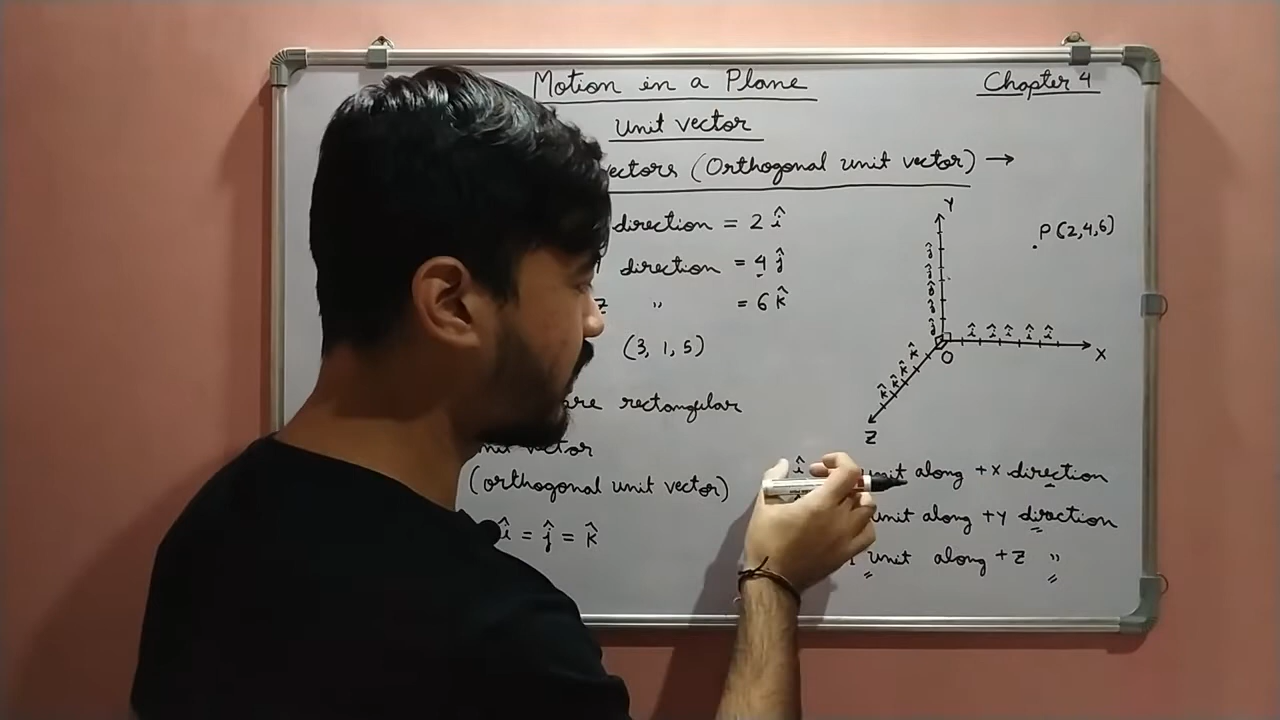 Motion in a Plane
Chapter 4
Unit vector
vectors (Orthogonal unit vector) →
direction = 2 î
direction = 4 ĵ
Z " = 6 k̂
(3, 1, 5)
are rectangular
unit vector
(orthogonal unit vector)
î = ĵ = k̂
Y
P(2,4,6)
ĵ
ĵ
ĵ
ĵ
ĵ
î î î î î
O
X
k̂ k̂ k̂ k̂
Z
î unit along +X direction
unit along +Y direction
1 unit along +Z "